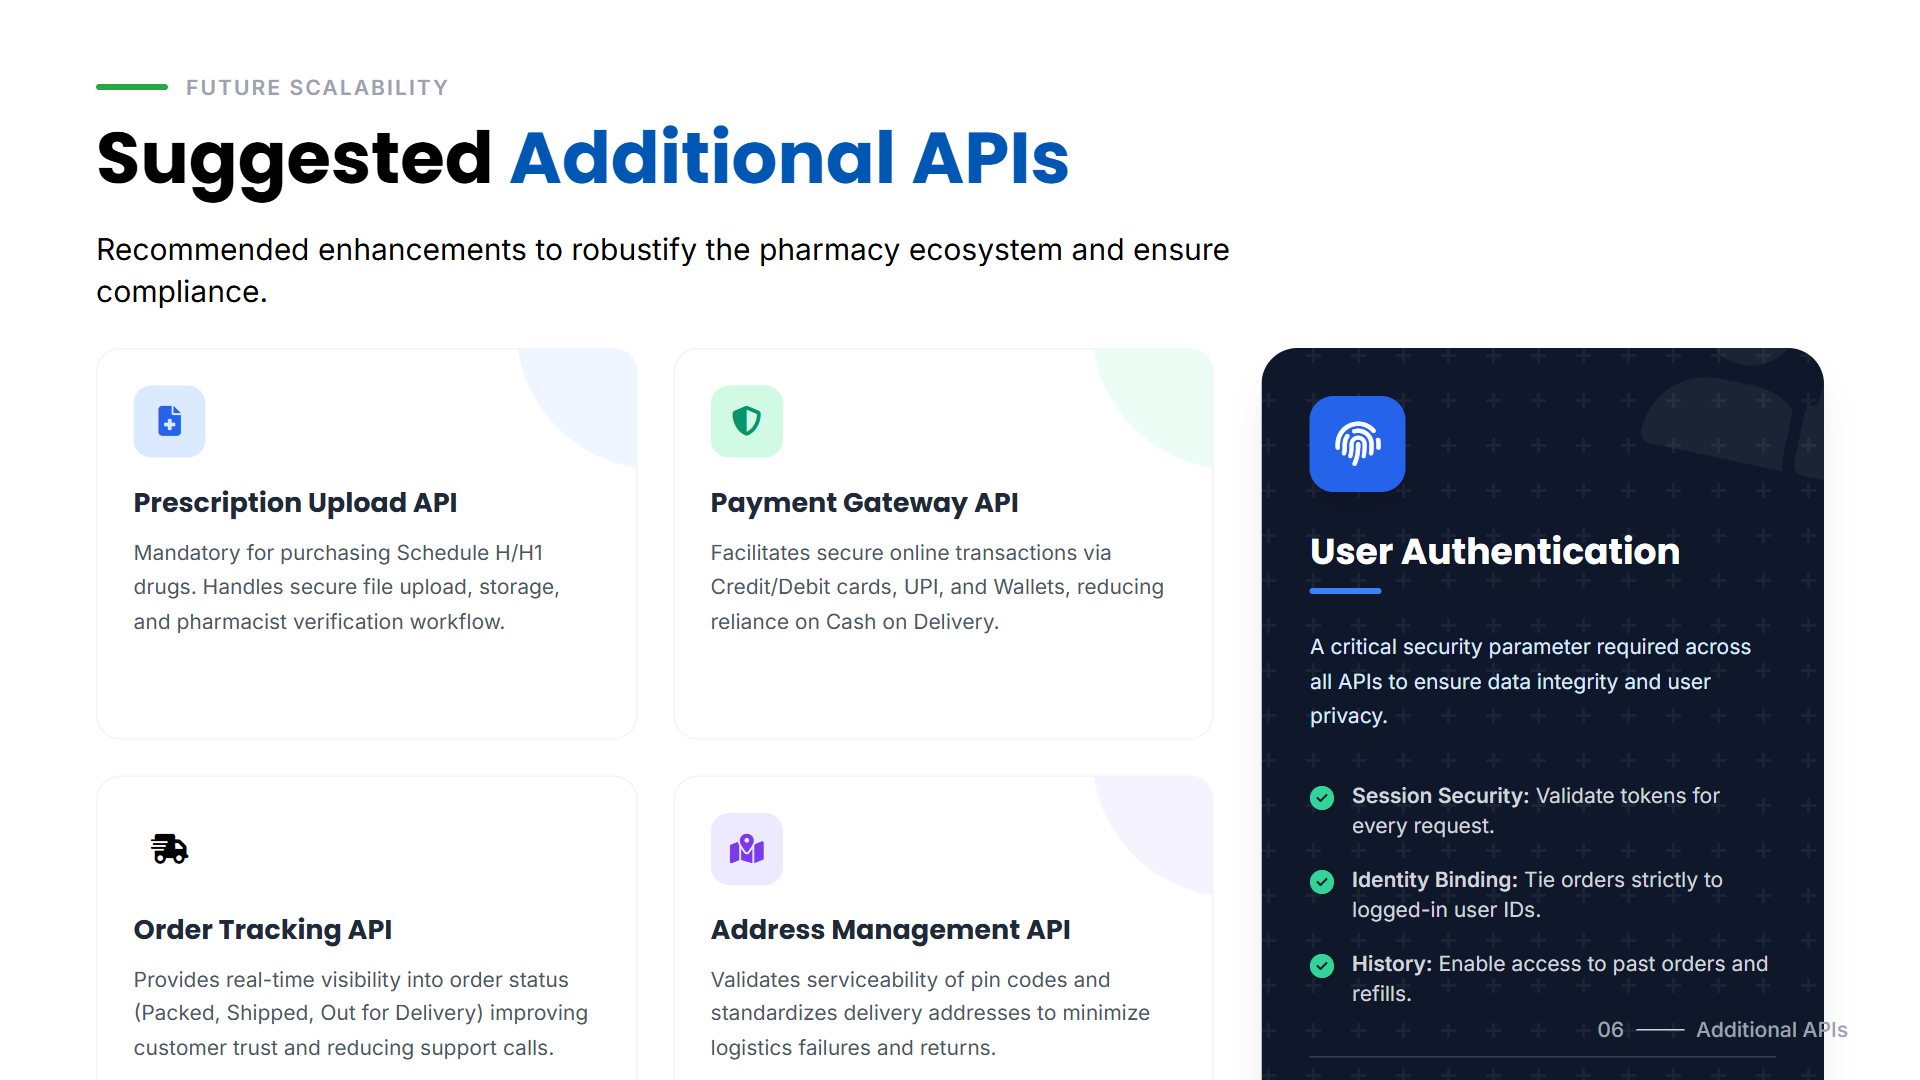 FUTURE SCALABILITY
Suggested Additional APIs
Recommended enhancements to robustify the pharmacy ecosystem and ensure
compliance.
Prescription Upload API
Mandatory for purchasing Schedule H/H1
drugs. Handles secure file upload, storage,
and pharmacist verification workflow.
Payment Gateway API
Facilitates secure online transactions via
Credit/Debit cards, UPI, and Wallets, reducing
reliance on Cash on Delivery.
Order Tracking API
Provides real-time visibility into order status
(Packed, Shipped, Out for Delivery) improving
customer trust and reducing support calls.
Address Management API
Validates serviceability of pin codes and
standardizes delivery addresses to minimize
logistics failures and returns.
User Authentication
A critical security parameter required across
all APIs to ensure data integrity and user
privacy.
Session Security: Validate tokens for
every request.
Identity Binding: Tie orders strictly to
logged-in user IDs.
History: Enable access to past orders and
refills.
06 Additional APIs